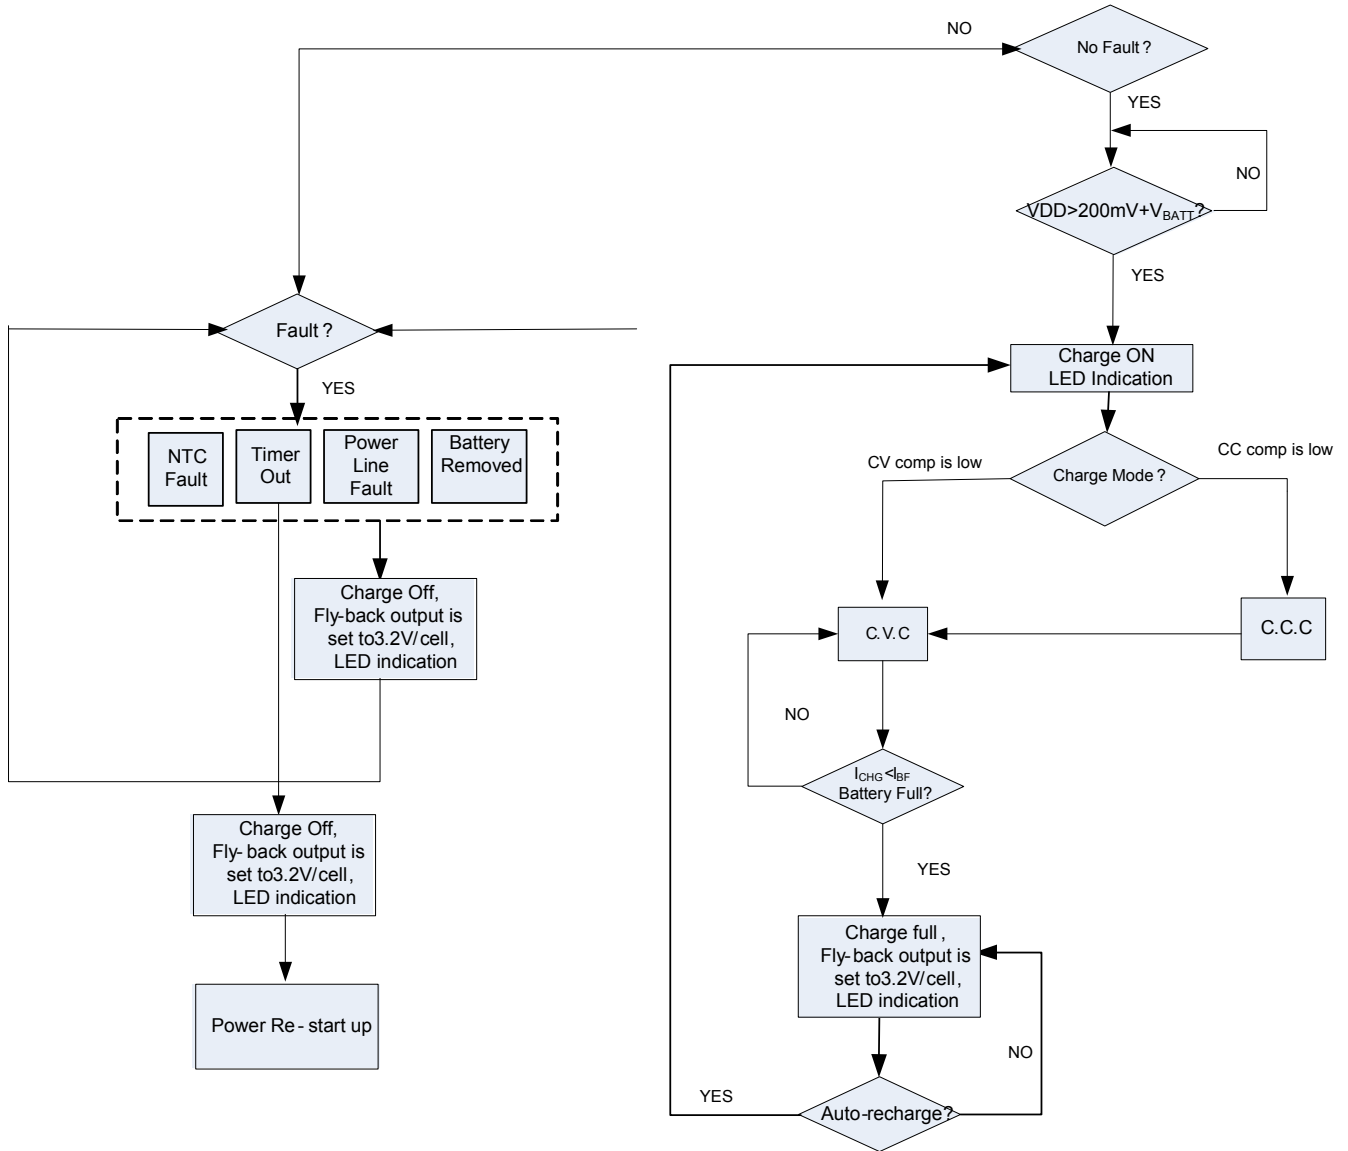 NO
No Fault ?
YES
NO
VDD>200mV+VBATT?
YES
Fault ?
YES
NTC
Fault
Timer
Out
Power
Line
Fault
Battery
Removed
Charge Off,
Fly-back output is
set to3.2V/cell,
LED indication
Charge Off,
Fly- back output is
set to3.2V/cell,
LED indication
Power Re - start up
Charge ON
LED Indication
CV comp is low
Charge Mode ?
CC comp is low
C.V.C
C.C.C
NO
ICHG<IBF
Battery Full?
YES
Charge full ,
Fly- back output is
set to3.2V/cell,
LED indication
NO
YES
Auto-recharge?